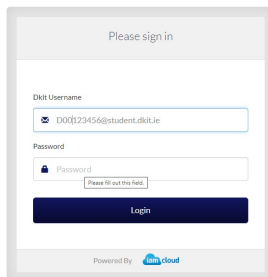 Please sign in
Dkit Username
D00123456@student.dkit.ie
Password
Password
Please fill out this field.
Login
Powered By iam cloud